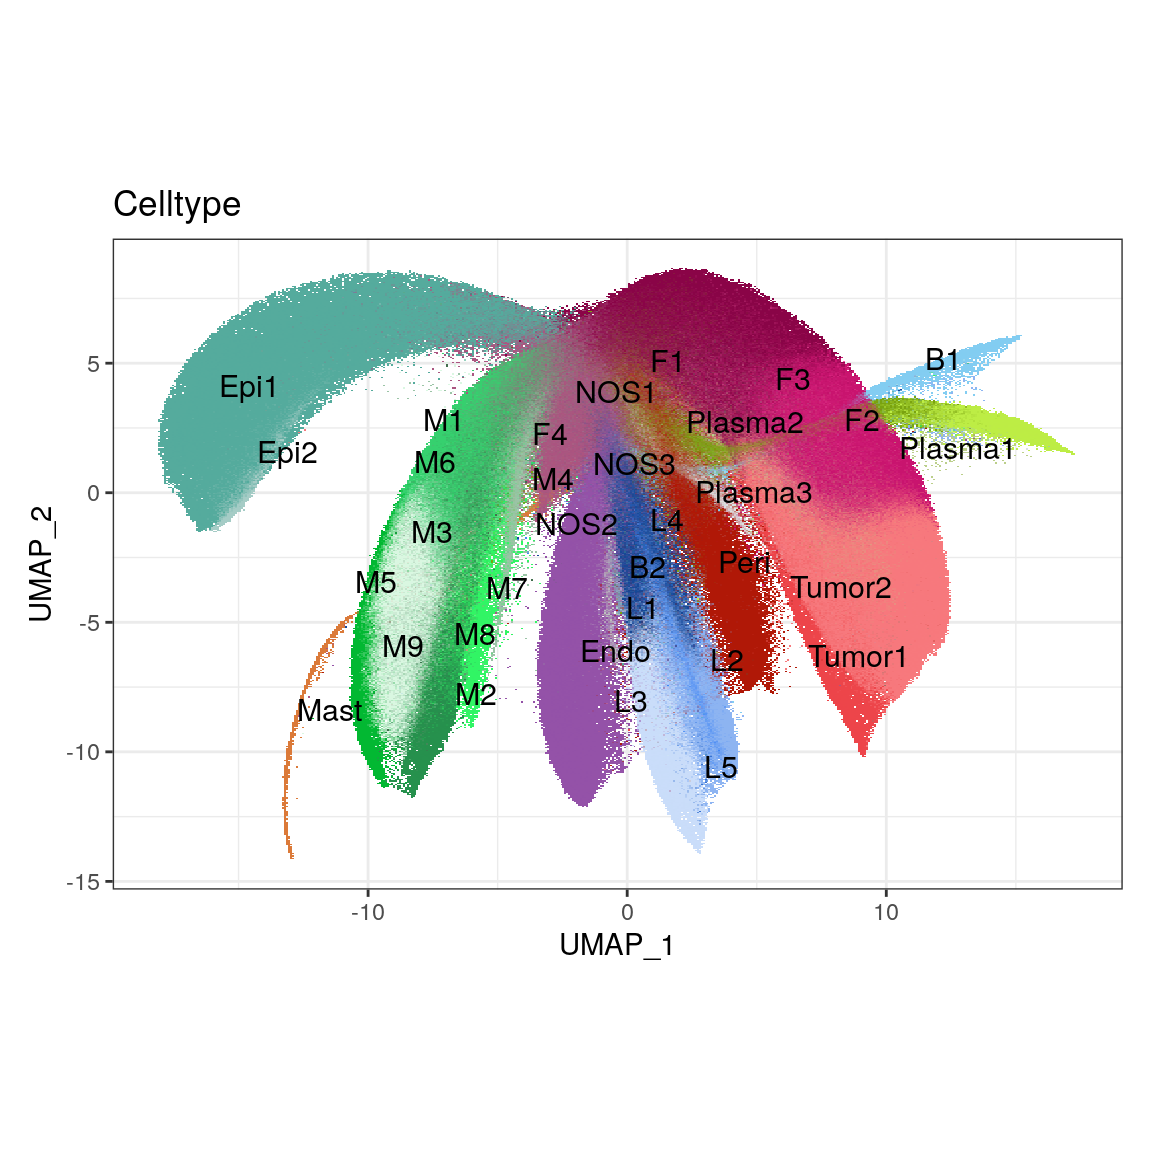 Celltype
B1
F1
F3
Epi1
NOS1
M1
Plasma2
F2
F4
Plasma1
Epi2
M6
NOS3
M4
Plasma3
L4
NOS2
M3
Peri
B2
M5
M7
Tumor2
L1
M8
M9
Endo
L2
Tumor1
M2
L3
Mast
L5
5
0
-5
-10
-15
UMAP_2
-10
0
10
UMAP_1